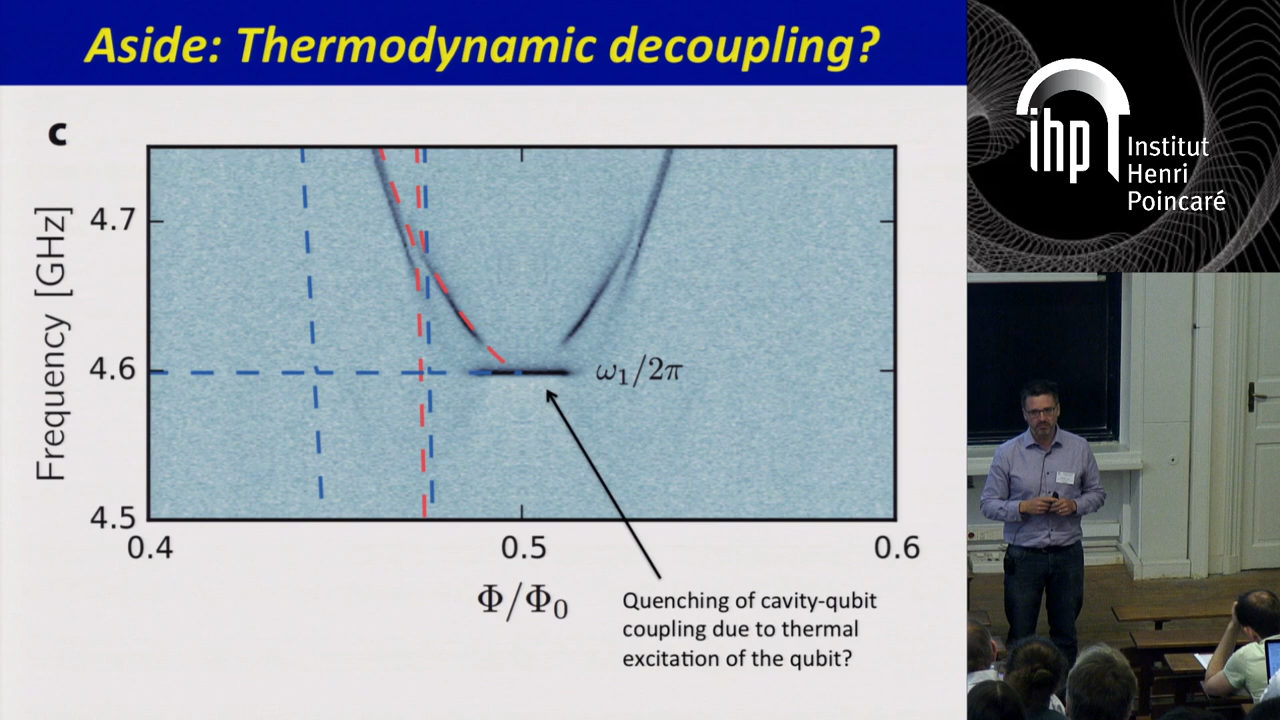 Aside: Thermodynamic decoupling?
c
Frequency [GHz]
4.7
4.6
4.5
0.4
0.5
0.6
Φ/Φ₀
ω₁/2π
Quenching of cavity-qubit
coupling due to thermal
excitation of the qubit?
ihp
Institut
Henri
Poincaré